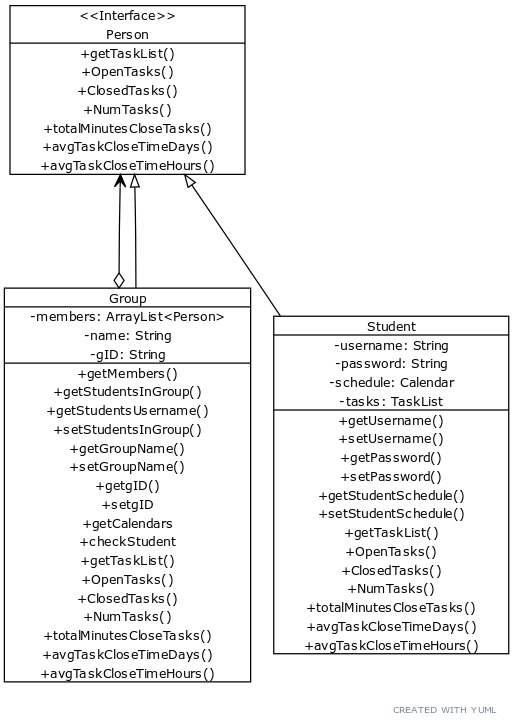 <<Interface>>
Person
+getTaskList()
+OpenTasks()
+ClosedTasks()
+NumTasks()
+totalMinutesCloseTasks()
+avgTaskCloseTimeDays()
+avgTaskCloseTimeHours()
Group
-members: ArrayList<Person>
-name: String
-gID: String
+getMembers()
+getStudentsInGroup()
+getStudentsUsername()
+setStudentsInGroup()
+getGroupName()
+setGroupName()
+getgID()
+setgID
+getCalendars
+checkStudent
+getTaskList()
+OpenTasks()
+ClosedTasks()
+NumTasks()
+totalMinutesCloseTasks()
+avgTaskCloseTimeDays()
+avgTaskCloseTimeHours()
Student
-username: String
-password: String
-schedule: Calendar
-tasks: TaskList
+getUsername()
+setUsername()
+getPassword()
+setPassword()
+getStudentSchedule()
+setStudentSchedule()
+getTaskList()
+OpenTasks()
+ClosedTasks()
+NumTasks()
+totalMinutesCloseTasks()
+avgTaskCloseTimeDays()
+avgTaskCloseTimeHours()
CREATED WITH YUML